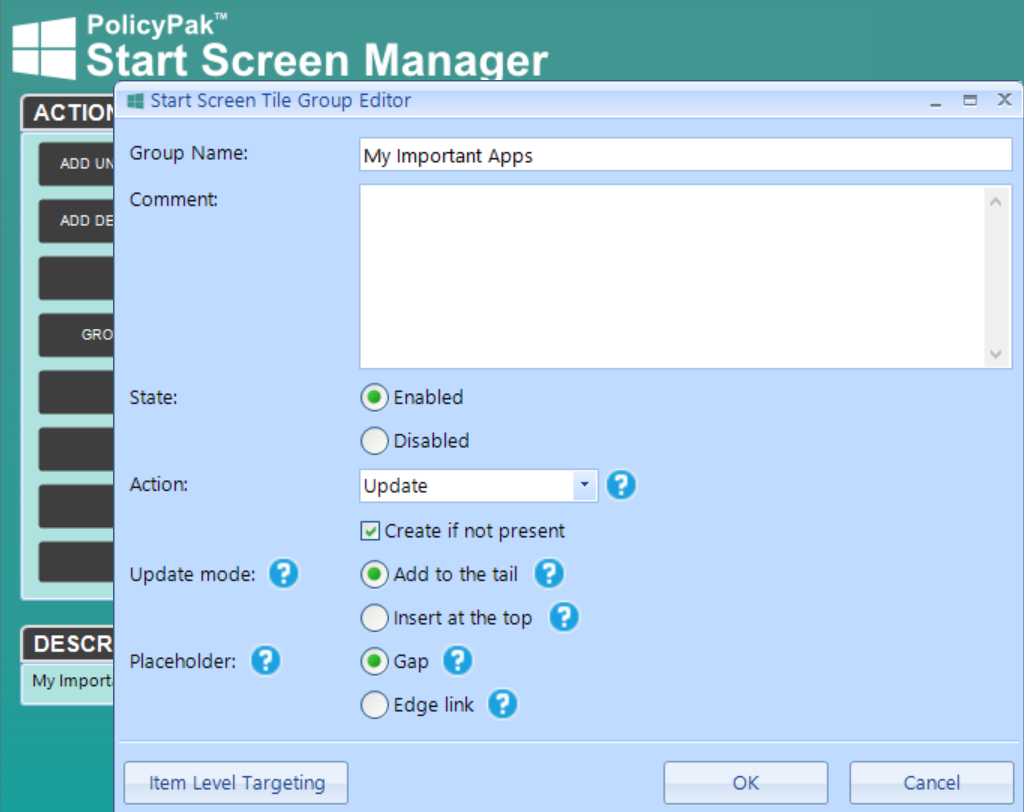 PolicyPak™
Start Screen Manager
Start Screen Tile Group Editor
ACTION
ADD UN
ADD DE
GRO
DESCR
My Importa
Group Name:
My Important Apps
Comment:
State:
Enabled
Disabled
Action:
Update
Create if not present
Update mode:
Add to the tail
Insert at the top
Placeholder:
Gap
Edge link
Item Level Targeting
OK
Cancel